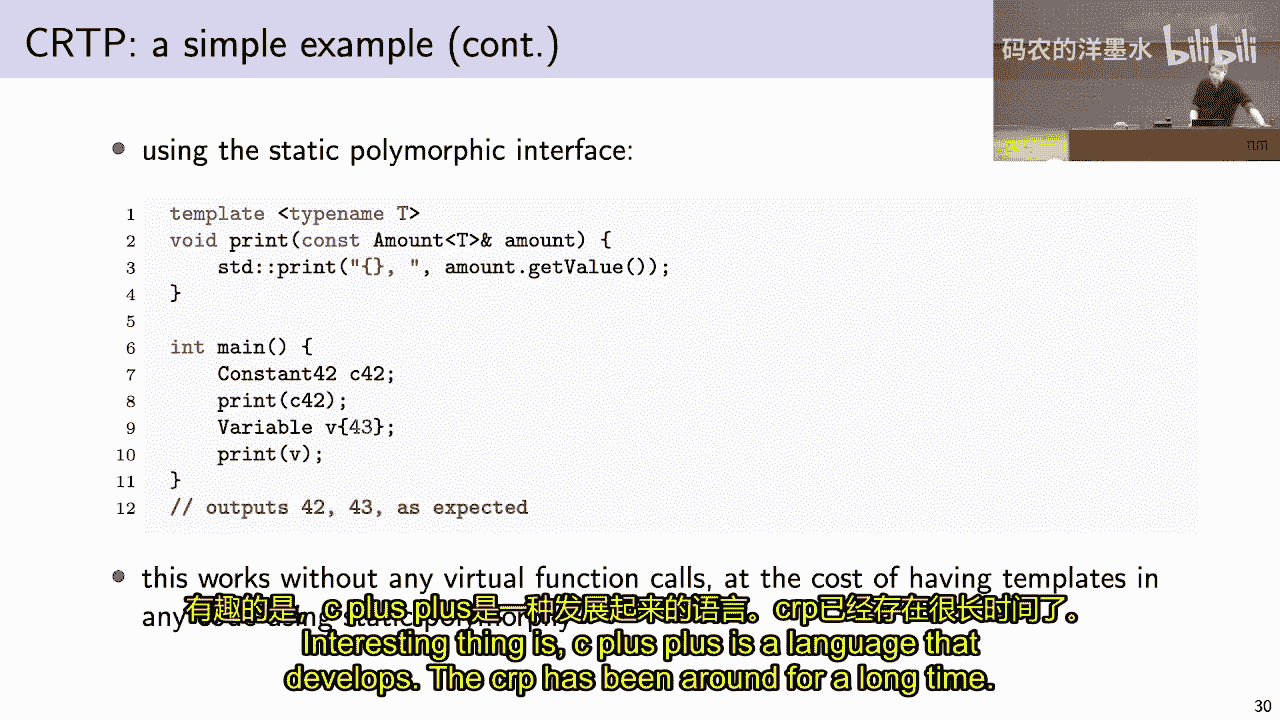 CRTP: a simple example (cont.)
码农的洋墨水 bilibili
• using the static polymorphic interface:
1 template <typename T>
2 void print(const Amount<T>& amount) {
3 std::print("{}, ", amount.getValue());
4 }
5
6 int main() {
7 Constant42 c42;
8 print(c42);
9 Variable v{43};
10 print(v);
11 }
12 // outputs 42, 43, as expected
• this works without any virtual function calls, at the cost of having templates in
any code using static
有趣的是，c plus plus是一种发展起来的语言。crp已经存在很长时间了。
Interesting thing is, c plus plus is a language that
develops. The crp has been around for a long time.
30